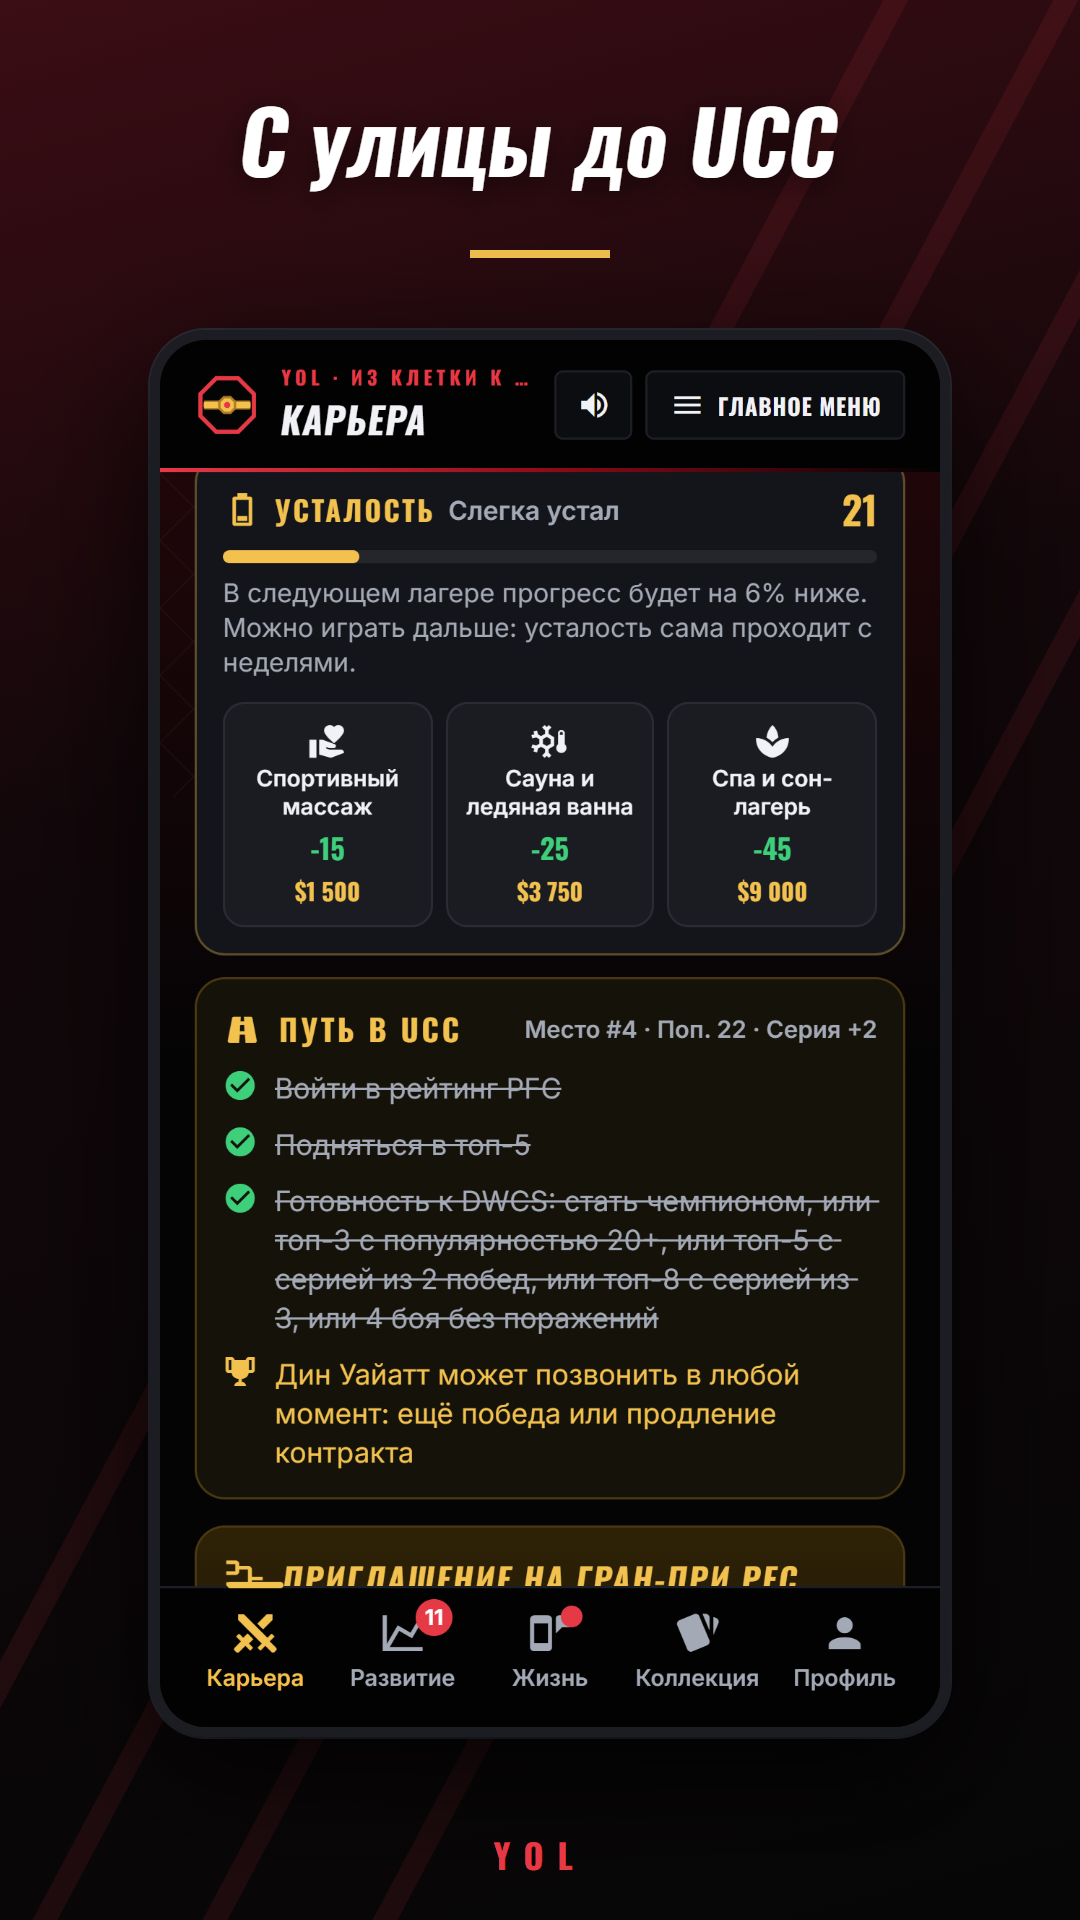 С улицы до UCC
YOL · ИЗ КЛЕТКИ К ...
КАРЬЕРА
ГЛАВНОЕ МЕНЮ
УСТАЛОСТЬ Слегка устал 21
В следующем лагере прогресс будет на 6% ниже.
Можно играть дальше: усталость сама проходит с
неделями.
Спортивный
массаж
-15
$1 500
Сауна и
ледяная ванна
-25
$3 750
Спа и сон-
лагерь
-45
$9 000
ПУТЬ В UCC Место #4 · Поп. 22 · Серия +2
Войти в рейтинг PFC
Подняться в топ-5
Готовность к DWCS: стать чемпионом, или
топ-3 с популярностью 20+, или топ-5 с
серией из 2 побед, или топ-8 с серией из
3, или 4 боя без поражений
Дин Уайатт может позвонить в любой
момент: ещё победа или продление
контракта
ПРИГЛАШЕНИЕ НА ГРАН-ПРИ
11
Карьера Развитие Жизнь Коллекция Профиль
YOL